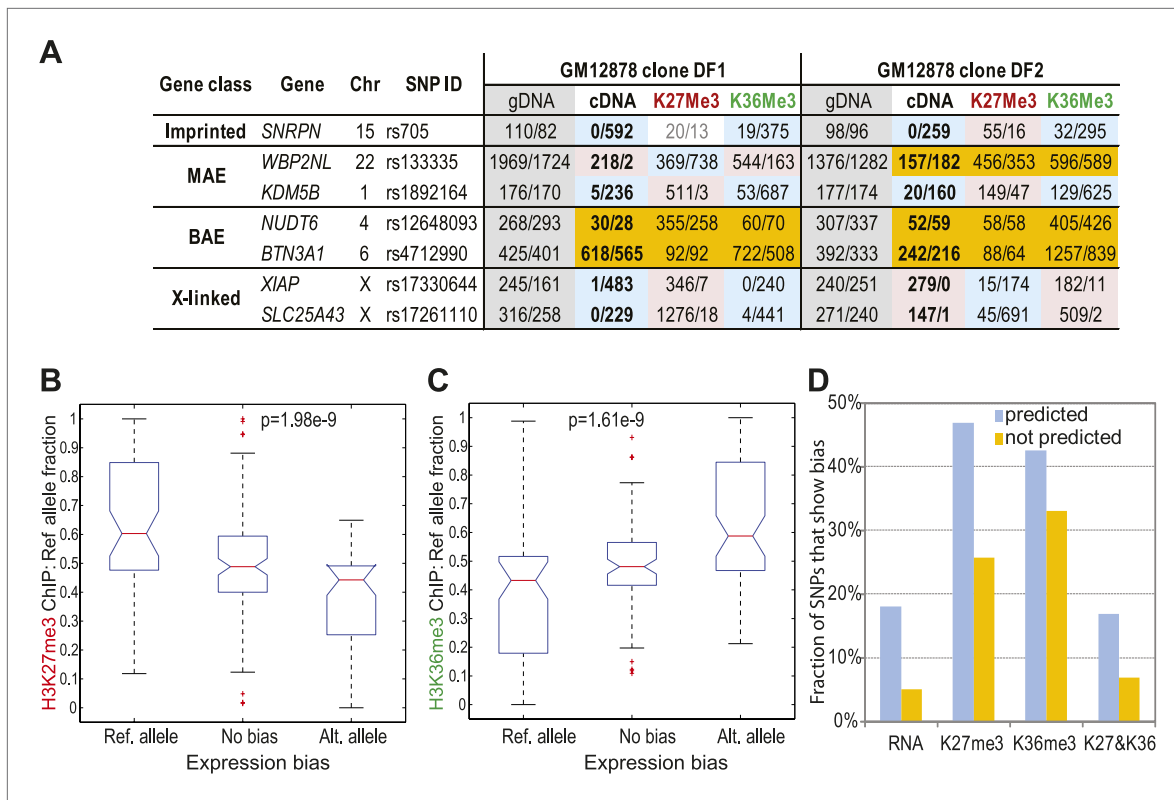 A
GM12878 clone DF1 GM12878 clone DF2
Gene class Gene Chr SNP ID gDNA cDNA K27Me3 K36Me3 gDNA cDNA K27Me3 K36Me3
Imprinted SNRPN 15 rs705 110/82 0/592 20/13 19/375 98/96 0/259 55/16 32/295
MAE
WBP2NL 22 rs133335 1969/1724 218/2 369/738 544/163 1376/1282 157/182 456/353 596/589
KDM5B 1 rs1892164 176/170 5/236 511/3 53/687 177/174 20/160 149/47 129/625
BAE
NUDT6 4 rs12648093 268/293 30/28 355/258 60/70 307/337 52/59 58/58 405/426
BTN3A1 6 rs4712990 425/401 618/565 92/92 722/508 392/333 242/216 88/64 1257/839
X-linked
XIAP X rs17330644 245/161 1/483 346/7 0/240 240/251 279/0 15/174 182/11
SLC25A43 X rs17261110 316/258 0/229 1276/18 4/441 271/240 147/1 45/691 509/2
B
p=1.98e-9
H3K27me3 ChIP: Ref allele fraction
1
0.9
0.8
0.7
0.6
0.5
0.4
0.3
0.2
0.1
0
Ref. allele No bias Alt. allele
Expression bias
C
p=1.61e-9
H3K36me3 ChIP: Ref allele fraction
1
0.9
0.8
0.7
0.6
0.5
0.4
0.3
0.2
0.1
0
Ref. allele No bias Alt. allele
Expression bias
D
predicted
not predicted
Fraction of SNPs that show bias
50%
40%
30%
20%
10%
0%
RNA K27me3 K36me3 K27&K36